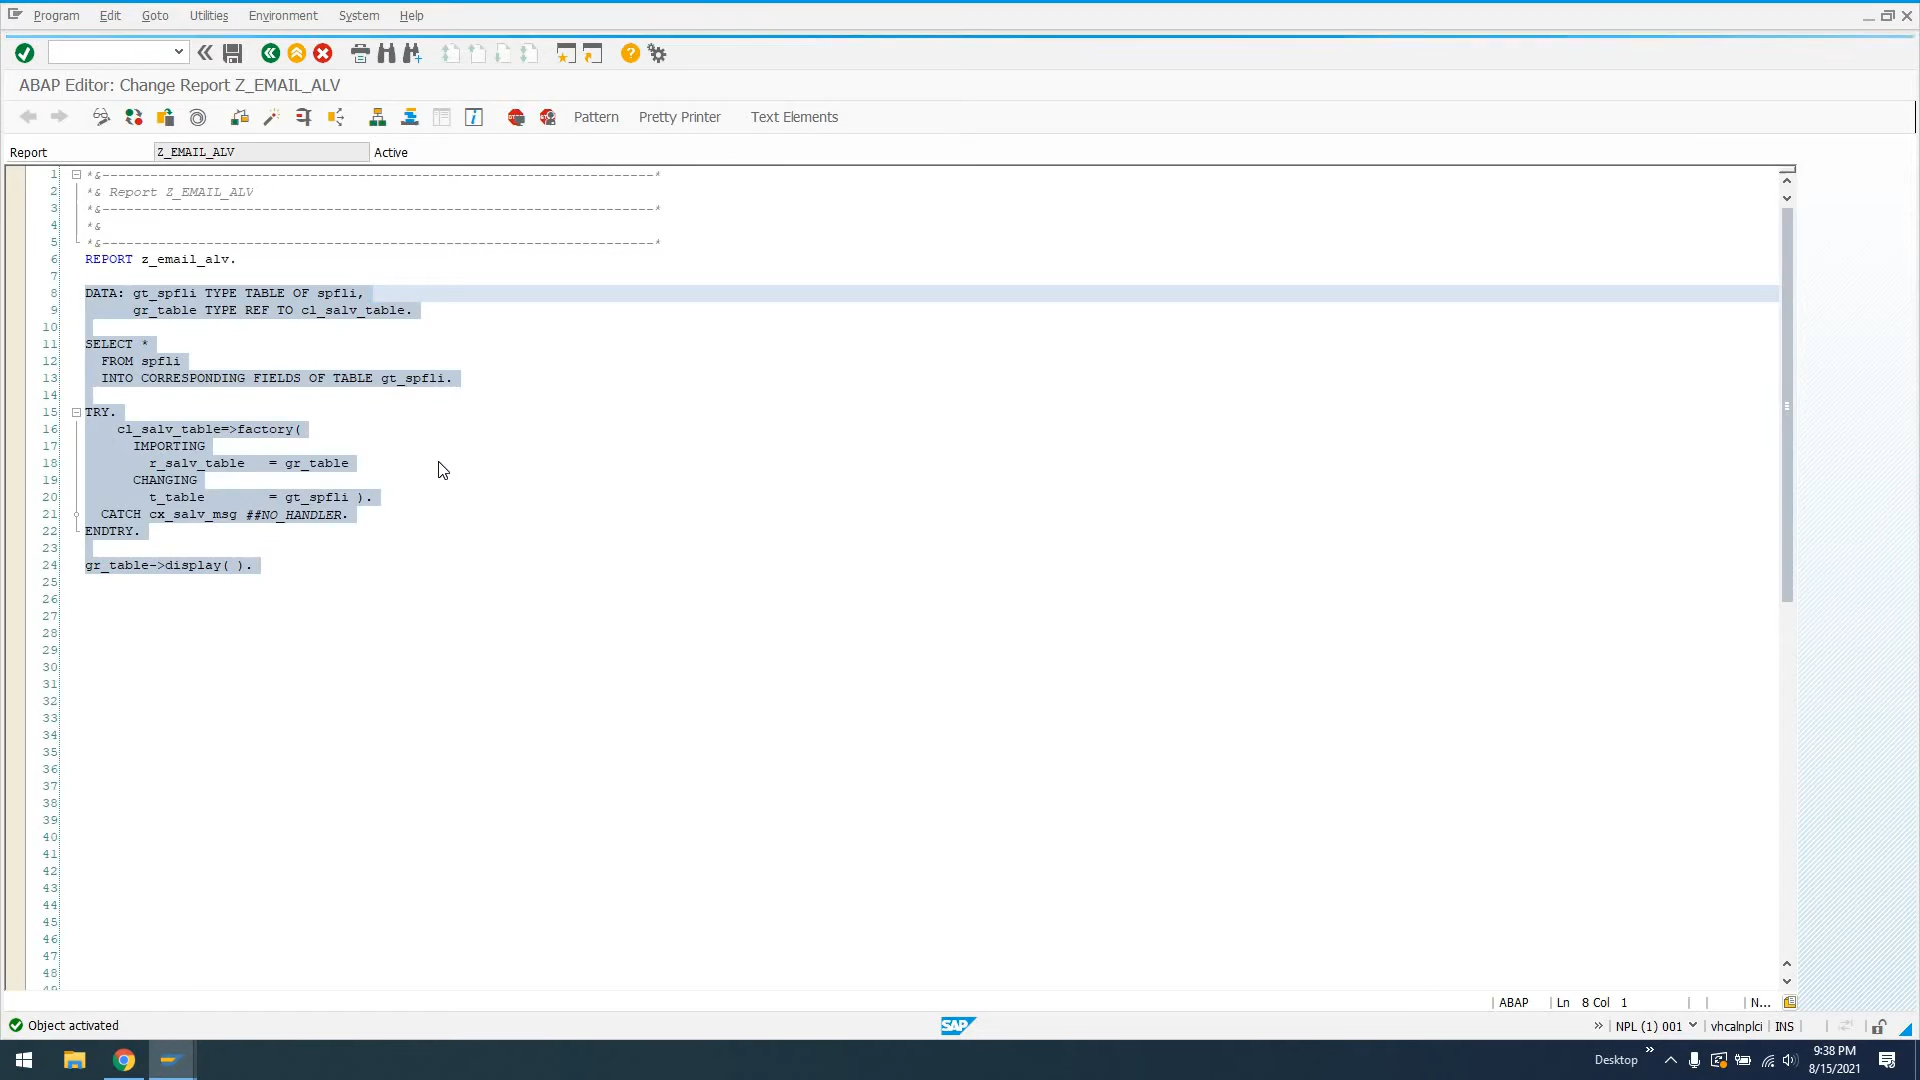 Program Edit Goto Utilities Environment System Help
ABAP Editor: Change Report Z_EMAIL_ALV
Pattern Pretty Printer Text Elements
Report Z_EMAIL_ALV Active
1 *&---------------------------------------------------------------------*
2 *& Report Z_EMAIL_ALV
3 *&---------------------------------------------------------------------*
4 *&
5 *&---------------------------------------------------------------------*
6 REPORT z_email_alv.
7
8 DATA: gt_spfli TYPE TABLE OF spfli,
9 gr_table TYPE REF TO cl_salv_table.
10
11 SELECT *
12 FROM spfli
13 INTO CORRESPONDING FIELDS OF TABLE gt_spfli.
14
15 TRY.
16 cl_salv_table=>factory(
17 IMPORTING
18 r_salv_table = gr_table
19 CHANGING
20 t_table = gt_spfli ).
21 CATCH cx_salv_msg ##NO_HANDLER.
22 ENDTRY.
23
24 gr_table->display( ).
25
26
27
28
29
30
31
32
33
34
35
36
37
38
39
40
41
42
43
44
45
46
47
48
ABAP Ln 8 Col 1 N...
Object activated SAP » NPL (1) 001 vhcalnplci INS
Desktop » 9:38 PM
8/15/2021